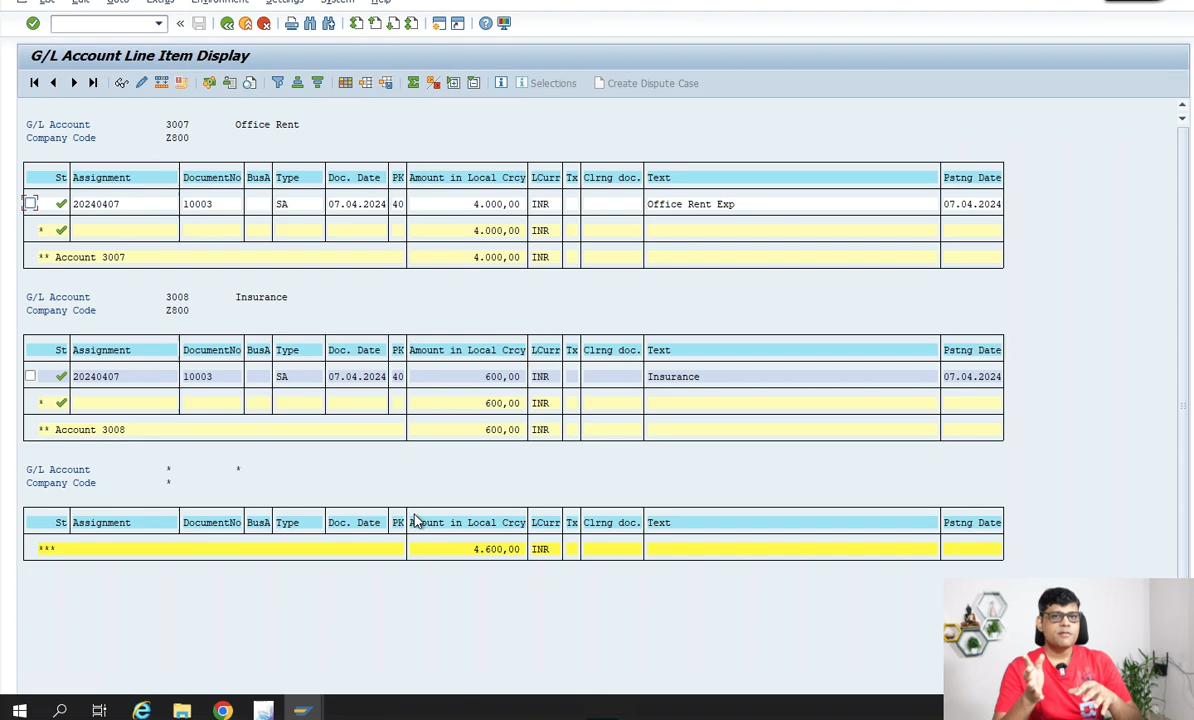 G/L Account Line Item Display
Selections Create Dispute Case
G/L Account 3007 Office Rent
Company Code Z800
St Assignment DocumentNo BusA Type Doc. Date PK Amount in Local Crcy LCurr Tx Clrng doc. Text Pstng Date
20240407 10003 SA 07.04.2024 40 4.000,00 INR Office Rent Exp 07.04.2024
* 4.000,00 INR
** Account 3007 4.000,00 INR
G/L Account 3008 Insurance
Company Code Z800
St Assignment DocumentNo BusA Type Doc. Date PK Amount in Local Crcy LCurr Tx Clrng doc. Text Pstng Date
20240407 10003 SA 07.04.2024 40 600,00 INR Insurance 07.04.2024
* 600,00 INR
** Account 3008 600,00 INR
G/L Account * *
Company Code *
St Assignment DocumentNo BusA Type Doc. Date PK Amount in Local Crcy LCurr Tx Clrng doc. Text Pstng Date
*** 4.600,00 INR